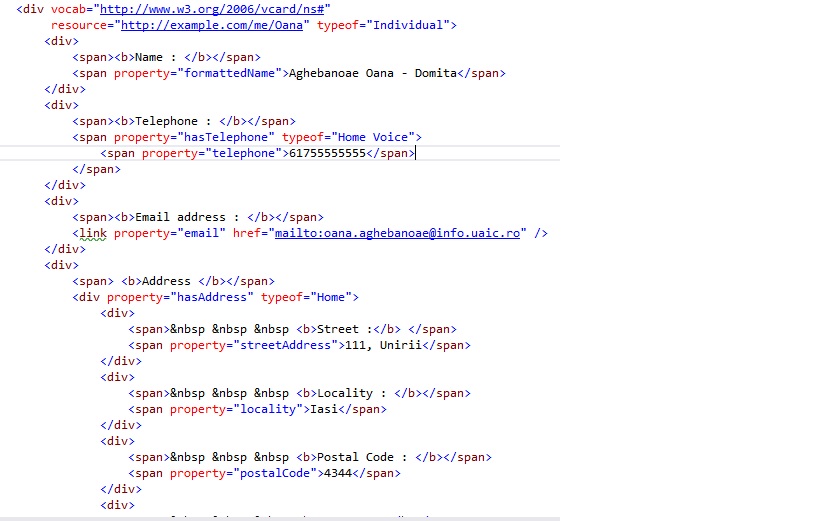 <div vocab="http://www.w3.org/2006/vcard/ns#"
resource="http://example.com/me/Oana" typeof="Individual">
<div>
<span><b>Name : </b></span>
<span property="formattedName">Aghebanoae Oana - Domita</span>
</div>
<div>
<span><b>Telephone : </b></span>
<span property="hasTelephone" typeof="Home Voice">
<span property="telephone">61755555555</span>
</span>
</div>
<div>
<span><b>Email address : </b></span>
<link property="email" href="mailto:oana.aghebanoae@info.uaic.ro" />
</div>
<div>
<span> <b>Address </b></span>
<div property="hasAddress" typeof="Home">
<div>
<span>&nbsp &nbsp &nbsp <b>Street :</b> </span>
<span property="streetAddress">111, Unirii</span>
</div>
<div>
<span>&nbsp &nbsp &nbsp <b>Locality : </b></span>
<span property="locality">Iasi</span>
</div>
<div>
<span>&nbsp &nbsp &nbsp <b>Postal Code : </b></span>
<span property="postalCode">4344</span>
</div>
<div>